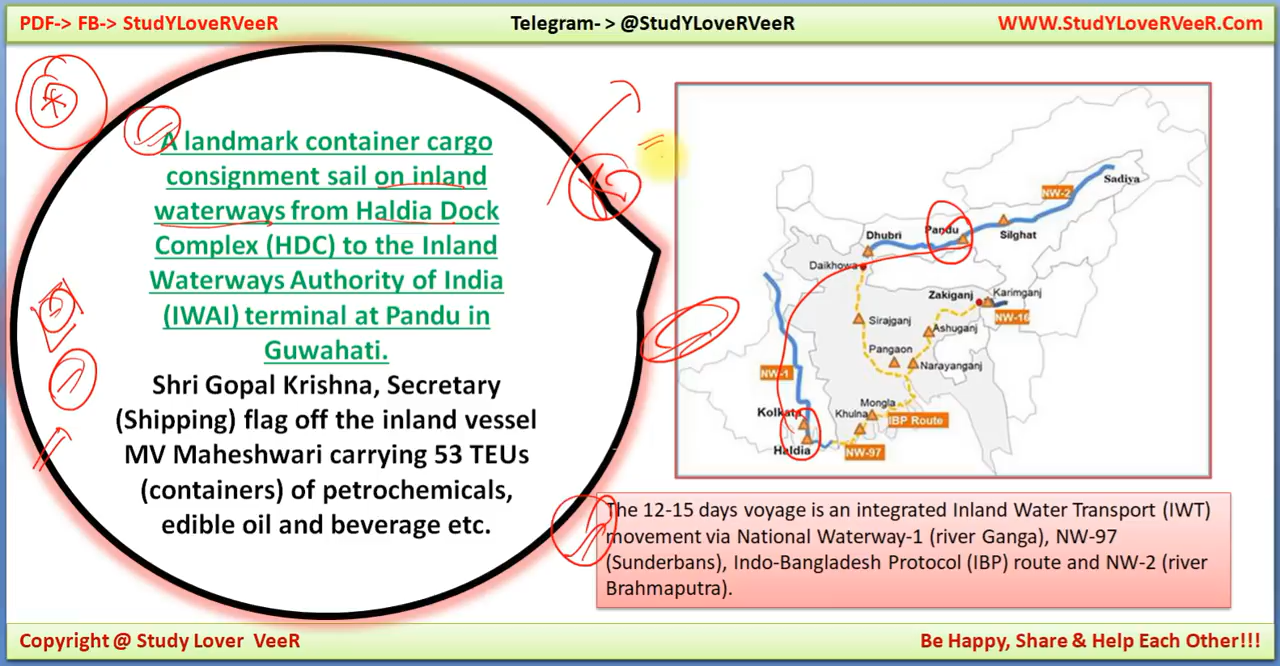 PDF-> FB-> StudYLoveRVeeR
Telegram- > @StudYLoveRVeeR
WWW.StudYLoveRVeeR.Com
A landmark container cargo
consignment sail on inland
waterways from Haldia Dock
Complex (HDC) to the Inland
Waterways Authority of India
(IWAI) terminal at Pandu in
Guwahati.
Shri Gopal Krishna, Secretary
(Shipping) flag off the inland vessel
MV Maheshwari carrying 53 TEUs
(containers) of petrochemicals,
edible oil and beverage etc.
Sadiya
NW-2
Pandu
Silghat
Dhubri
Daikhowa
Zakiganj
Karimganj
NW-16
Sirajganj
Ashuganj
Pangaon
Narayanganj
NW-1
Mongla
Kolkata
Khulna
IBP Route
Haldia
NW-97
The 12-15 days voyage is an integrated Inland Water Transport (IWT)
movement via National Waterway-1 (river Ganga), NW-97
(Sunderbans), Indo-Bangladesh Protocol (IBP) route and NW-2 (river
Brahmaputra).
Copyright @ Study Lover VeeR
Be Happy, Share & Help Each Other!!!